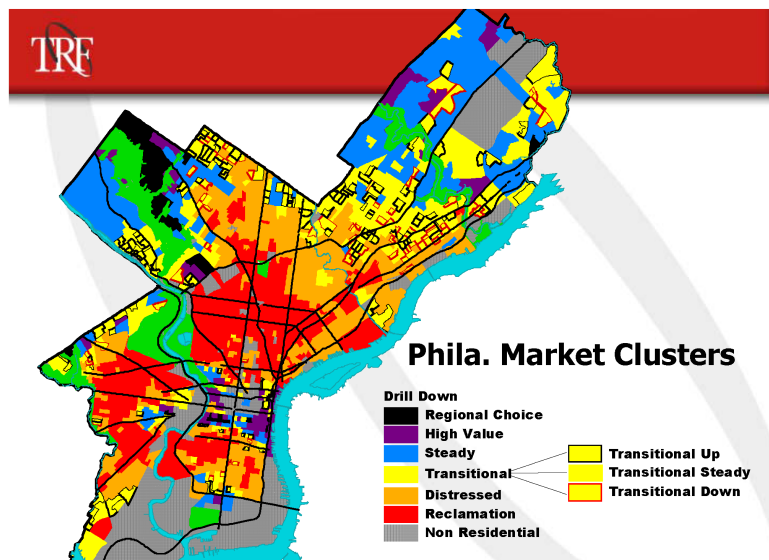 TRF
Phila. Market Clusters
Drill Down
Regional Choice
High Value
Steady
Transitional
Distressed
Reclamation
Non Residential
Transitional Up
Transitional Steady
Transitional Down